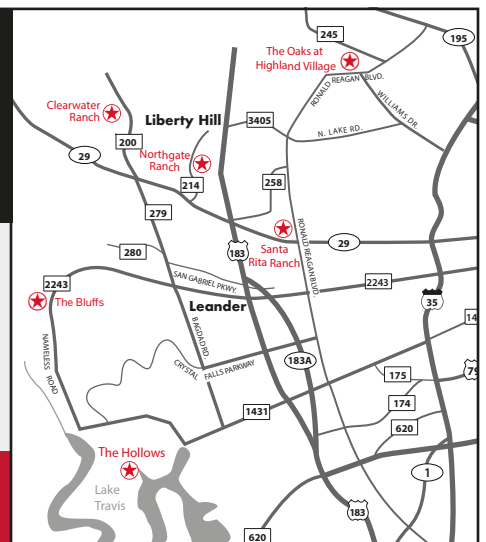 245
195
The Oaks at
Highland Village
RONALD REAGAN BLVD.
WILLIAMS DR.
Clearwater
Ranch
Liberty Hill
3405
N. LAKE RD.
200
29
Northgate
Ranch
214
258
279
RONALD REAGAN BLVD.
Santa
Rita Ranch
29
280
183
2243
SAN GABRIEL PKWY.
2243
The Bluffs
Leander
35
14
NAMELESS ROAD
BAGDAD RD.
CRYSTAL FALLS PARKWAY
183A
175
79
174
1431
620
The Hollows
1
Lake
Travis
183
620